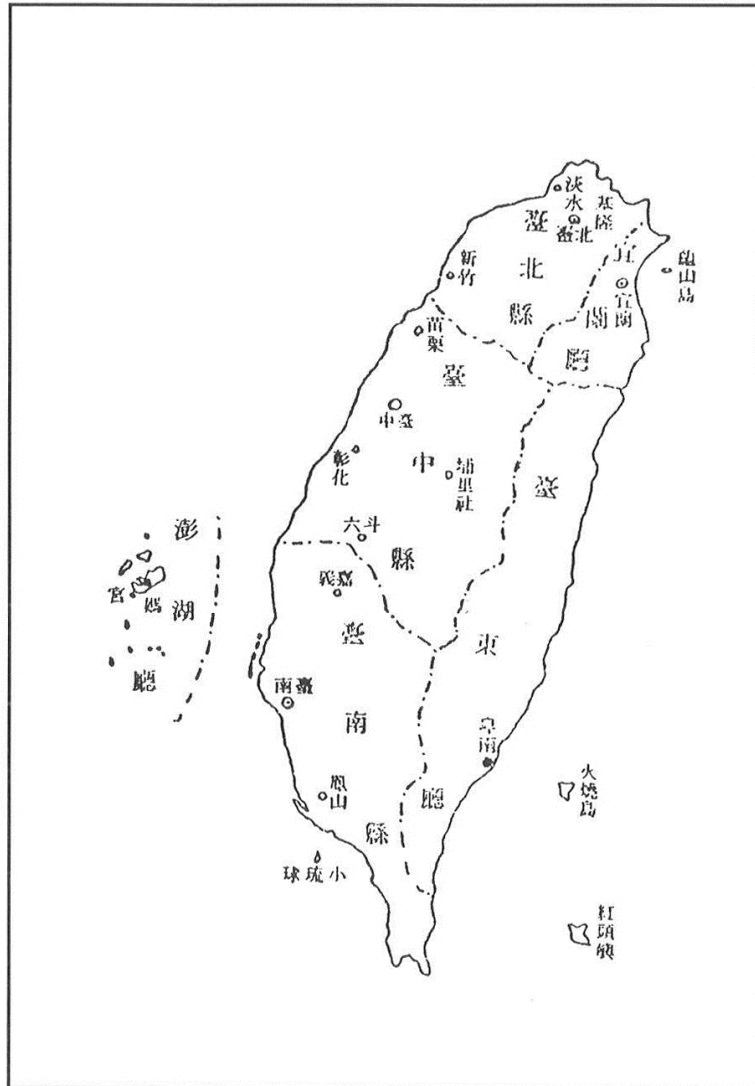 淡水
基隆
臺北
臺北縣
新竹
宜蘭廳
宜蘭
龜山島
苗栗
臺中縣
臺中
彰化
埔里社
斗六
臺東廳
澎湖廳
媽宮
嘉義
臺南縣
臺南
卑南
鳳山
火燒島
小琉球
紅頭嶼